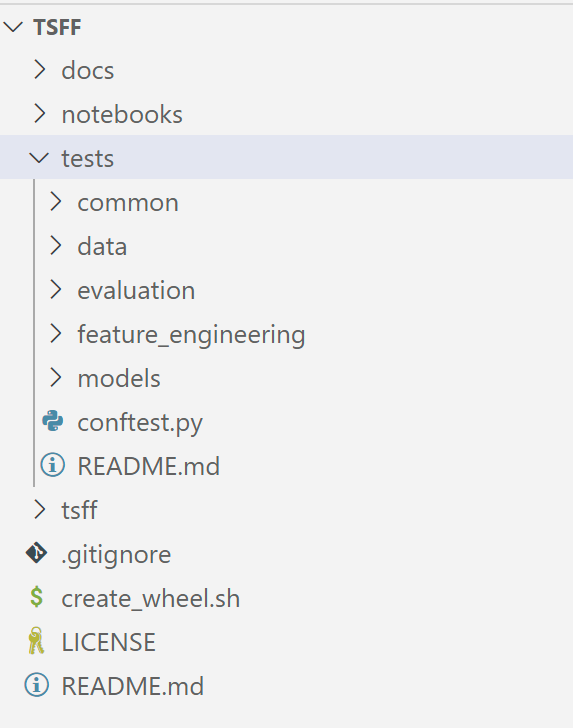 TSFF
docs
notebooks
tests
common
data
evaluation
feature_engineering
models
conftest.py
README.md
tsff
.gitignore
create_wheel.sh
LICENSE
README.md